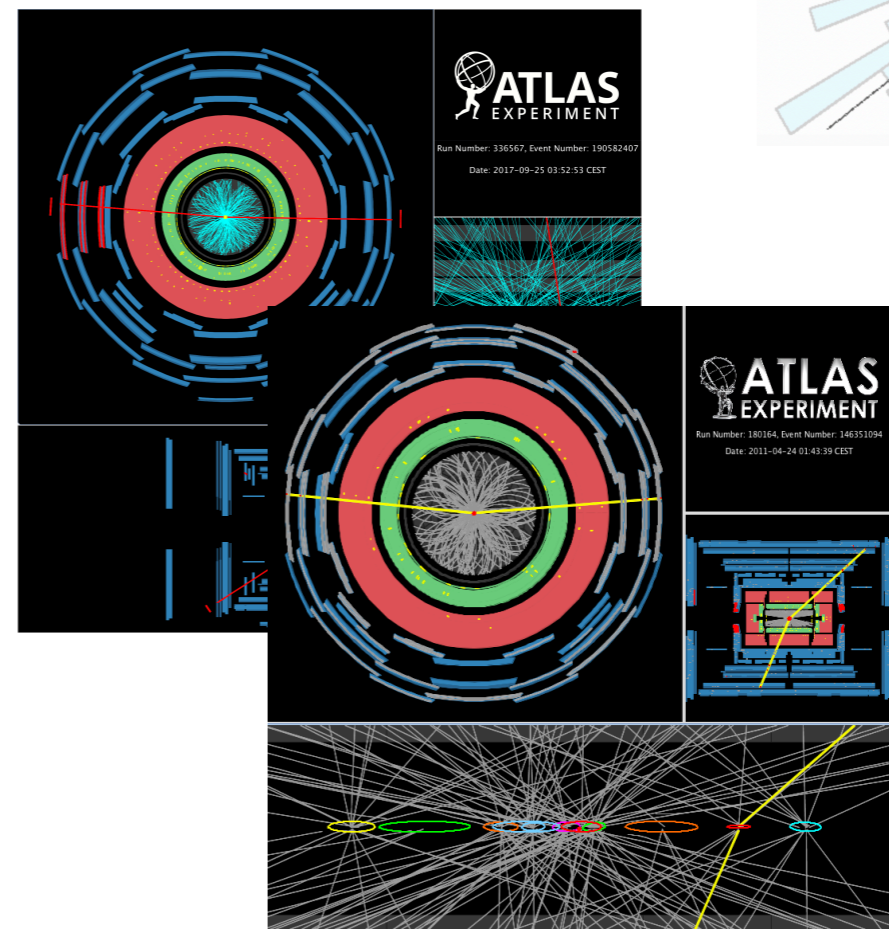 ATLAS
EXPERIMENT
Run Number: 336567, Event Number: 190582407
Date: 2017-09-25 03:52:53 CEST
ATLAS
EXPERIMENT
Run Number: 180164, Event Number: 146351094
Date: 2011-04-24 01:43:39 CEST